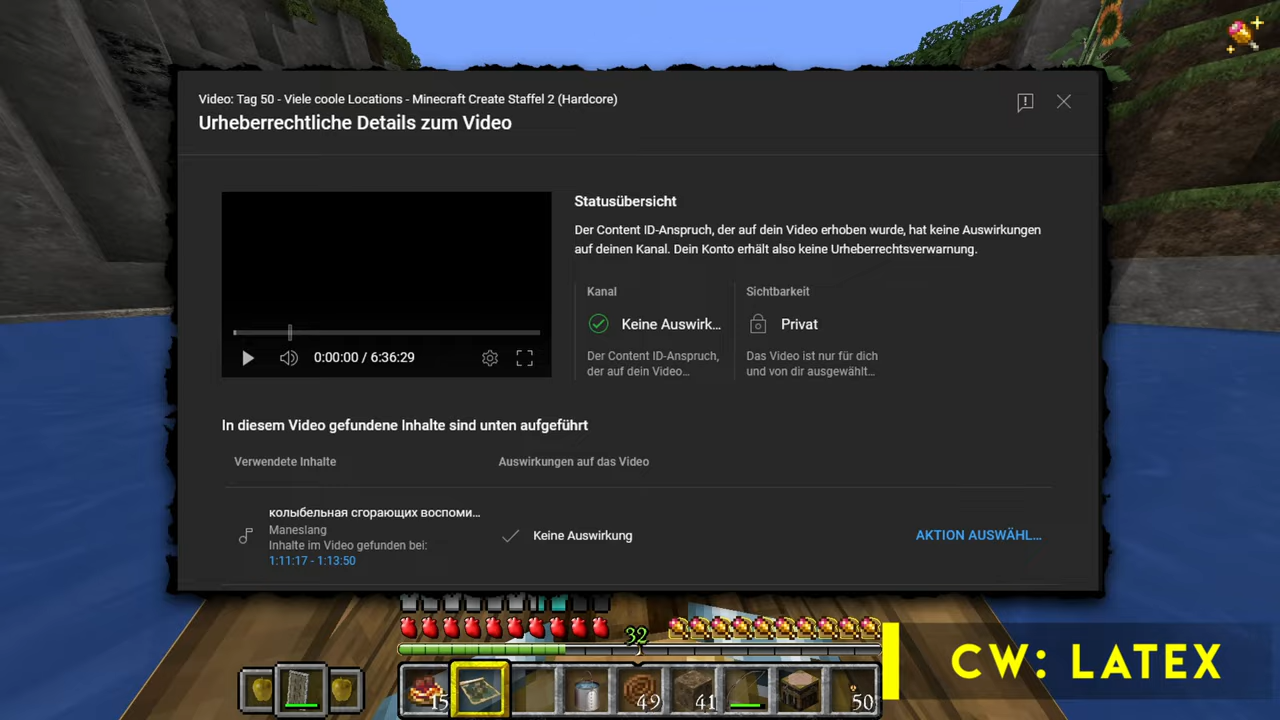 Video: Tag 50 - Viele coole Locations - Minecraft Create Staffel 2 (Hardcore)
Urheberrechtliche Details zum Video
Statusübersicht
Der Content ID-Anspruch, der auf dein Video erhoben wurde, hat keine Auswirkungen
auf deinen Kanal. Dein Konto erhält also keine Urheberrechtsverwarnung.
Kanal
Sichtbarkeit
Keine Auswirk...
Privat
Der Content ID-Anspruch,
der auf dein Video...
Das Video ist nur für dich
und von dir ausgewählt...
0:00:00 / 6:36:29
In diesem Video gefundene Inhalte sind unten aufgeführt
Verwendete Inhalte
Auswirkungen auf das Video
колыбельная сгорающих воспоми...
Maneslang
Inhalte im Video gefunden bei:
1:11:17 - 1:13:50
Keine Auswirkung
AKTION AUSWÄHL...
32
CW: LATEX
15
49
41
50